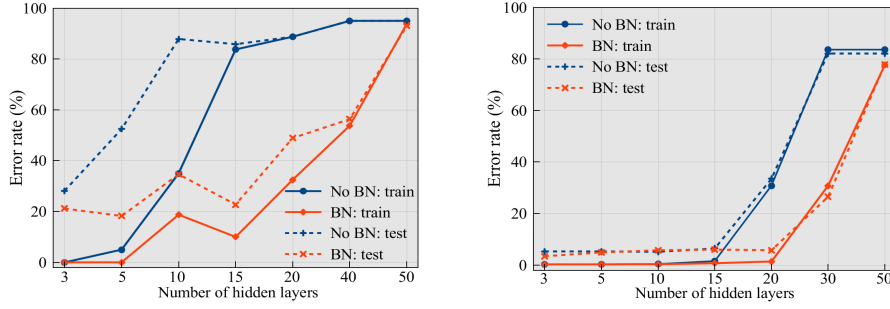 100
80
60
40
20
0
Error rate (%)
No BN: train
BN: train
No BN: test
BN: test
3 5 10 15 20 40 50
Number of hidden layers
100
80
60
40
20
0
Error rate (%)
No BN: train
BN: train
No BN: test
BN: test
3 5 10 15 20 30 50
Number of hidden layers